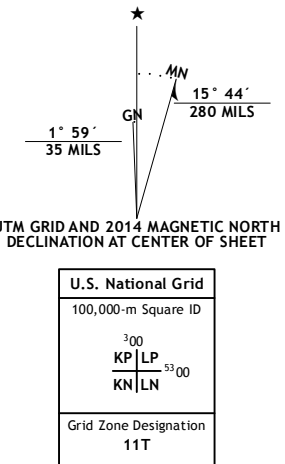 ★
MN
GN
15° 44´
280 MILS
1° 59´
35 MILS
UTM GRID AND 2014 MAGNETIC NORTH
DECLINATION AT CENTER OF SHEET
U.S. National Grid
100,000-m Square ID
300
KP LP
5300
KN LN
Grid Zone Designation
11T